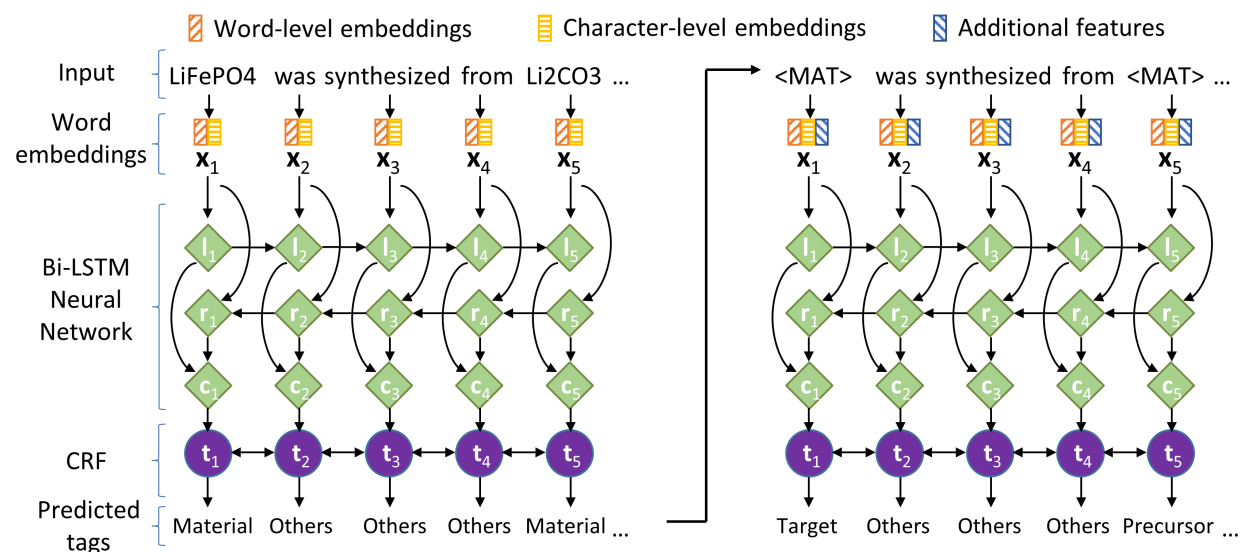 Word-level embeddings Character-level embeddings Additional features
Input LiFePO4 was synthesized from Li2CO3 ... <MAT> was synthesized from <MAT> ...
Word embeddings
x1 x2 x3 x4 x5 x1 x2 x3 x4 x5
Bi-LSTM
Neural
Network
l1 l2 l3 l4 l5 l1 l2 l3 l4 l5
r1 r2 r3 r4 r5 r1 r2 r3 r4 r5
c1 c2 c3 c4 c5 c1 c2 c3 c4 c5
CRF t1 t2 t3 t4 t5 t1 t2 t3 t4 t5
Predicted
tags
Material Others Others Others Material ... Target Others Others Others Precursor ...